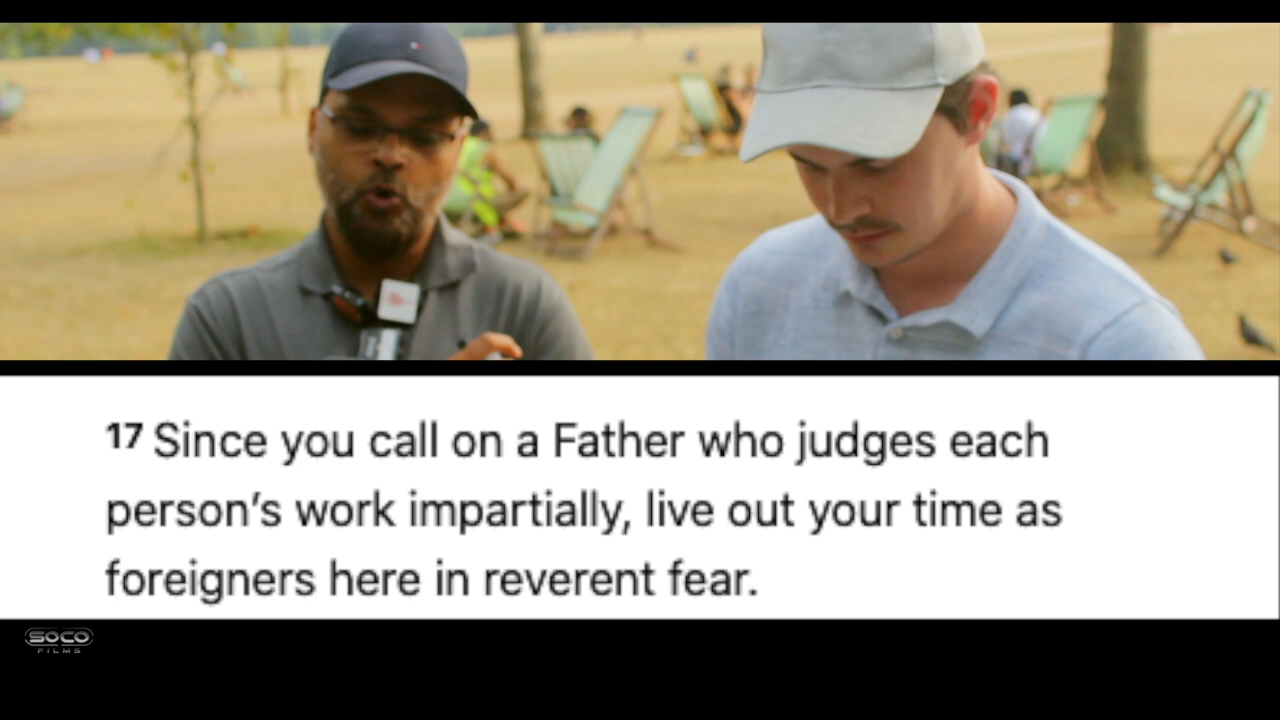 17 Since you call on a Father who judges each
person's work impartially, live out your time as
foreigners here in reverent fear.
SOCO
FILMS